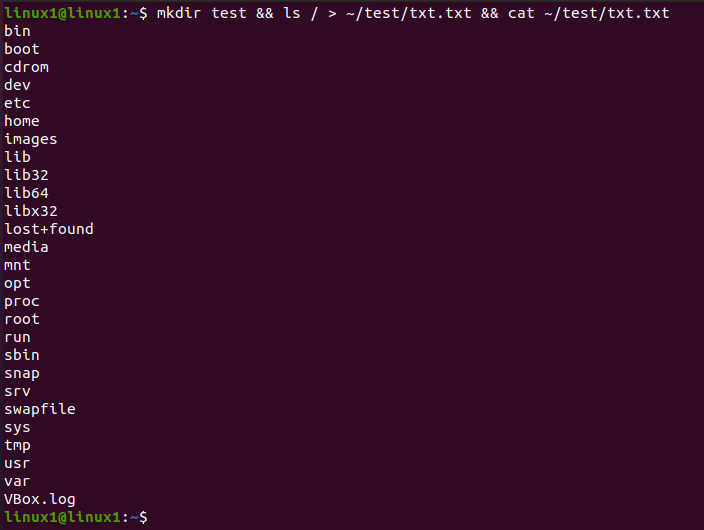 linux1@linux1:~$ mkdir test && ls / > ~/test/txt.txt && cat ~/test/txt.txt
bin
boot
cdrom
dev
etc
home
images
lib
lib32
lib64
libx32
lost+found
media
mnt
opt
proc
root
run
sbin
snap
srv
swapfile
sys
tmp
usr
var
VBox.log
linux1@linux1:~$